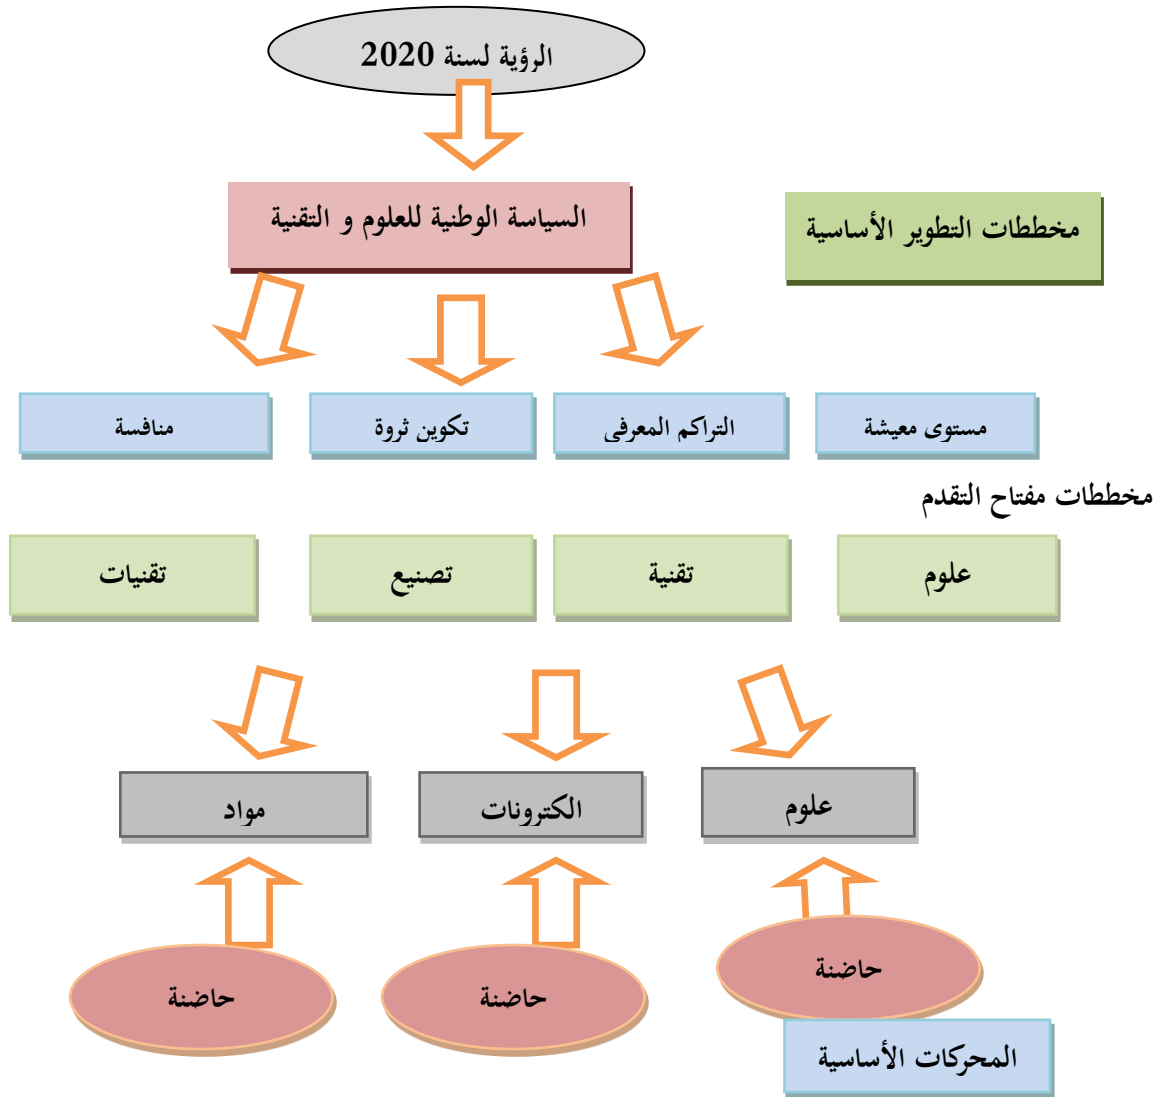 الرؤية لسنة 2020
السياسة الوطنية للعلوم و التقنية
مخططات التطوير الأساسية
مستوى معيشة
التراكم المعرفي
تكوين ثروة
منافسة
مخططات مفتاح التقدم
علوم
تقنية
تصنيع
تقنيات
علوم
الكترونات
مواد
حاضنة
حاضنة
حاضنة
المحركات الأساسية